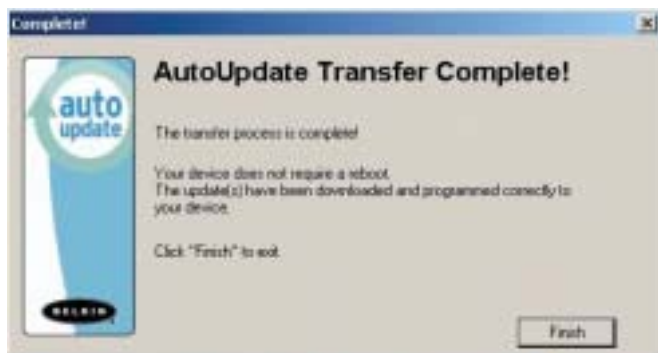 Complete!
AutoUpdate Transfer Complete!
auto
update
The transfer process is complete!
Your device does not require a reboot.
The update(s) have been downloaded and programmed correctly to
your device.
Click "Finish" to exit.
BELKIN
Finish